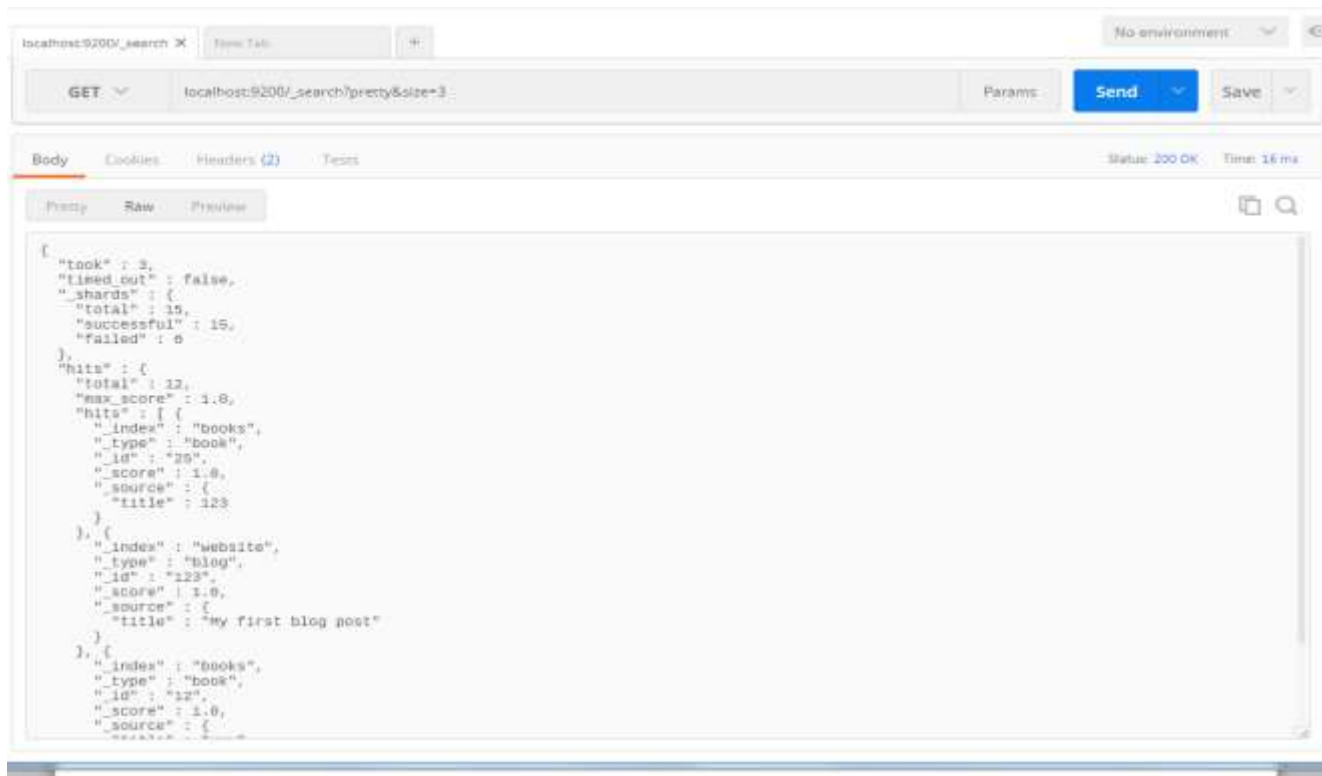 localhost:9200/_search
New Tab
No environment
GET
localhost:9200/_search?pretty&size=3
Params
Send
Save
Body
Cookies
Headers (2)
Tests
Status: 200 OK
Time: 16 ms
Pretty
Raw
Preview
{
"took" : 3,
"timed_out" : false,
"_shards" : {
"total" : 15,
"successful" : 15,
"failed" : 0
},
"hits" : {
"total" : 12,
"max_score" : 1.0,
"hits" : [ {
"_index" : "books",
"_type" : "book",
"_id" : "25",
"_score" : 1.0,
"_source" : {
"title" : 123
}
}, {
"_index" : "website",
"_type" : "blog",
"_id" : "123",
"_score" : 1.0,
"_source" : {
"title" : "My first blog post"
}
}, {
"_index" : "books",
"_type" : "book",
"_id" : "12",
"_score" : 1.0,
"_source" : {